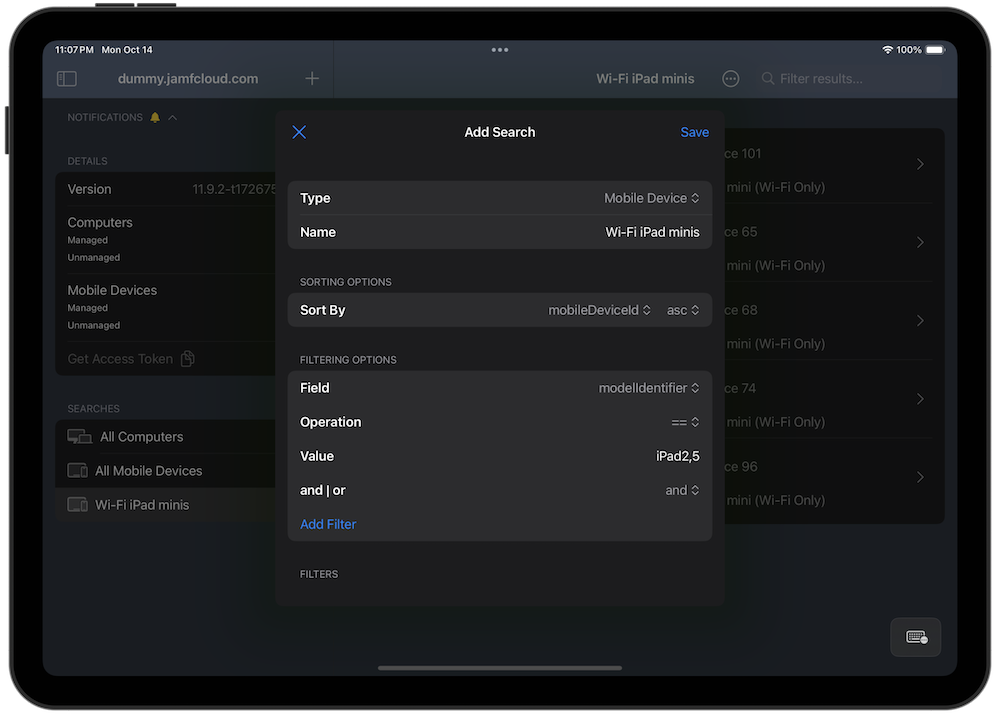 11:07 PM Mon Oct 14
100%
dummy.jamfcloud.com
Wi-Fi iPad minis
Filter results...
NOTIFICATIONS
DETAILS
Version 11.9.2-t172675
Computers
Managed
Unmanaged
Mobile Devices
Managed
Unmanaged
Get Access Token
SEARCHES
All Computers
All Mobile Devices
Wi-Fi iPad minis
Add Search
Save
Type Mobile Device
Name Wi-Fi iPad minis
SORTING OPTIONS
Sort By mobileDeviceId asc
FILTERING OPTIONS
Field modelIdentifier
Operation ==
Value iPad2,5
and | or and
Add Filter
FILTERS
ce 101
mini (Wi-Fi Only)
ce 65
mini (Wi-Fi Only)
ce 68
mini (Wi-Fi Only)
ce 74
mini (Wi-Fi Only)
ce 96
mini (Wi-Fi Only)